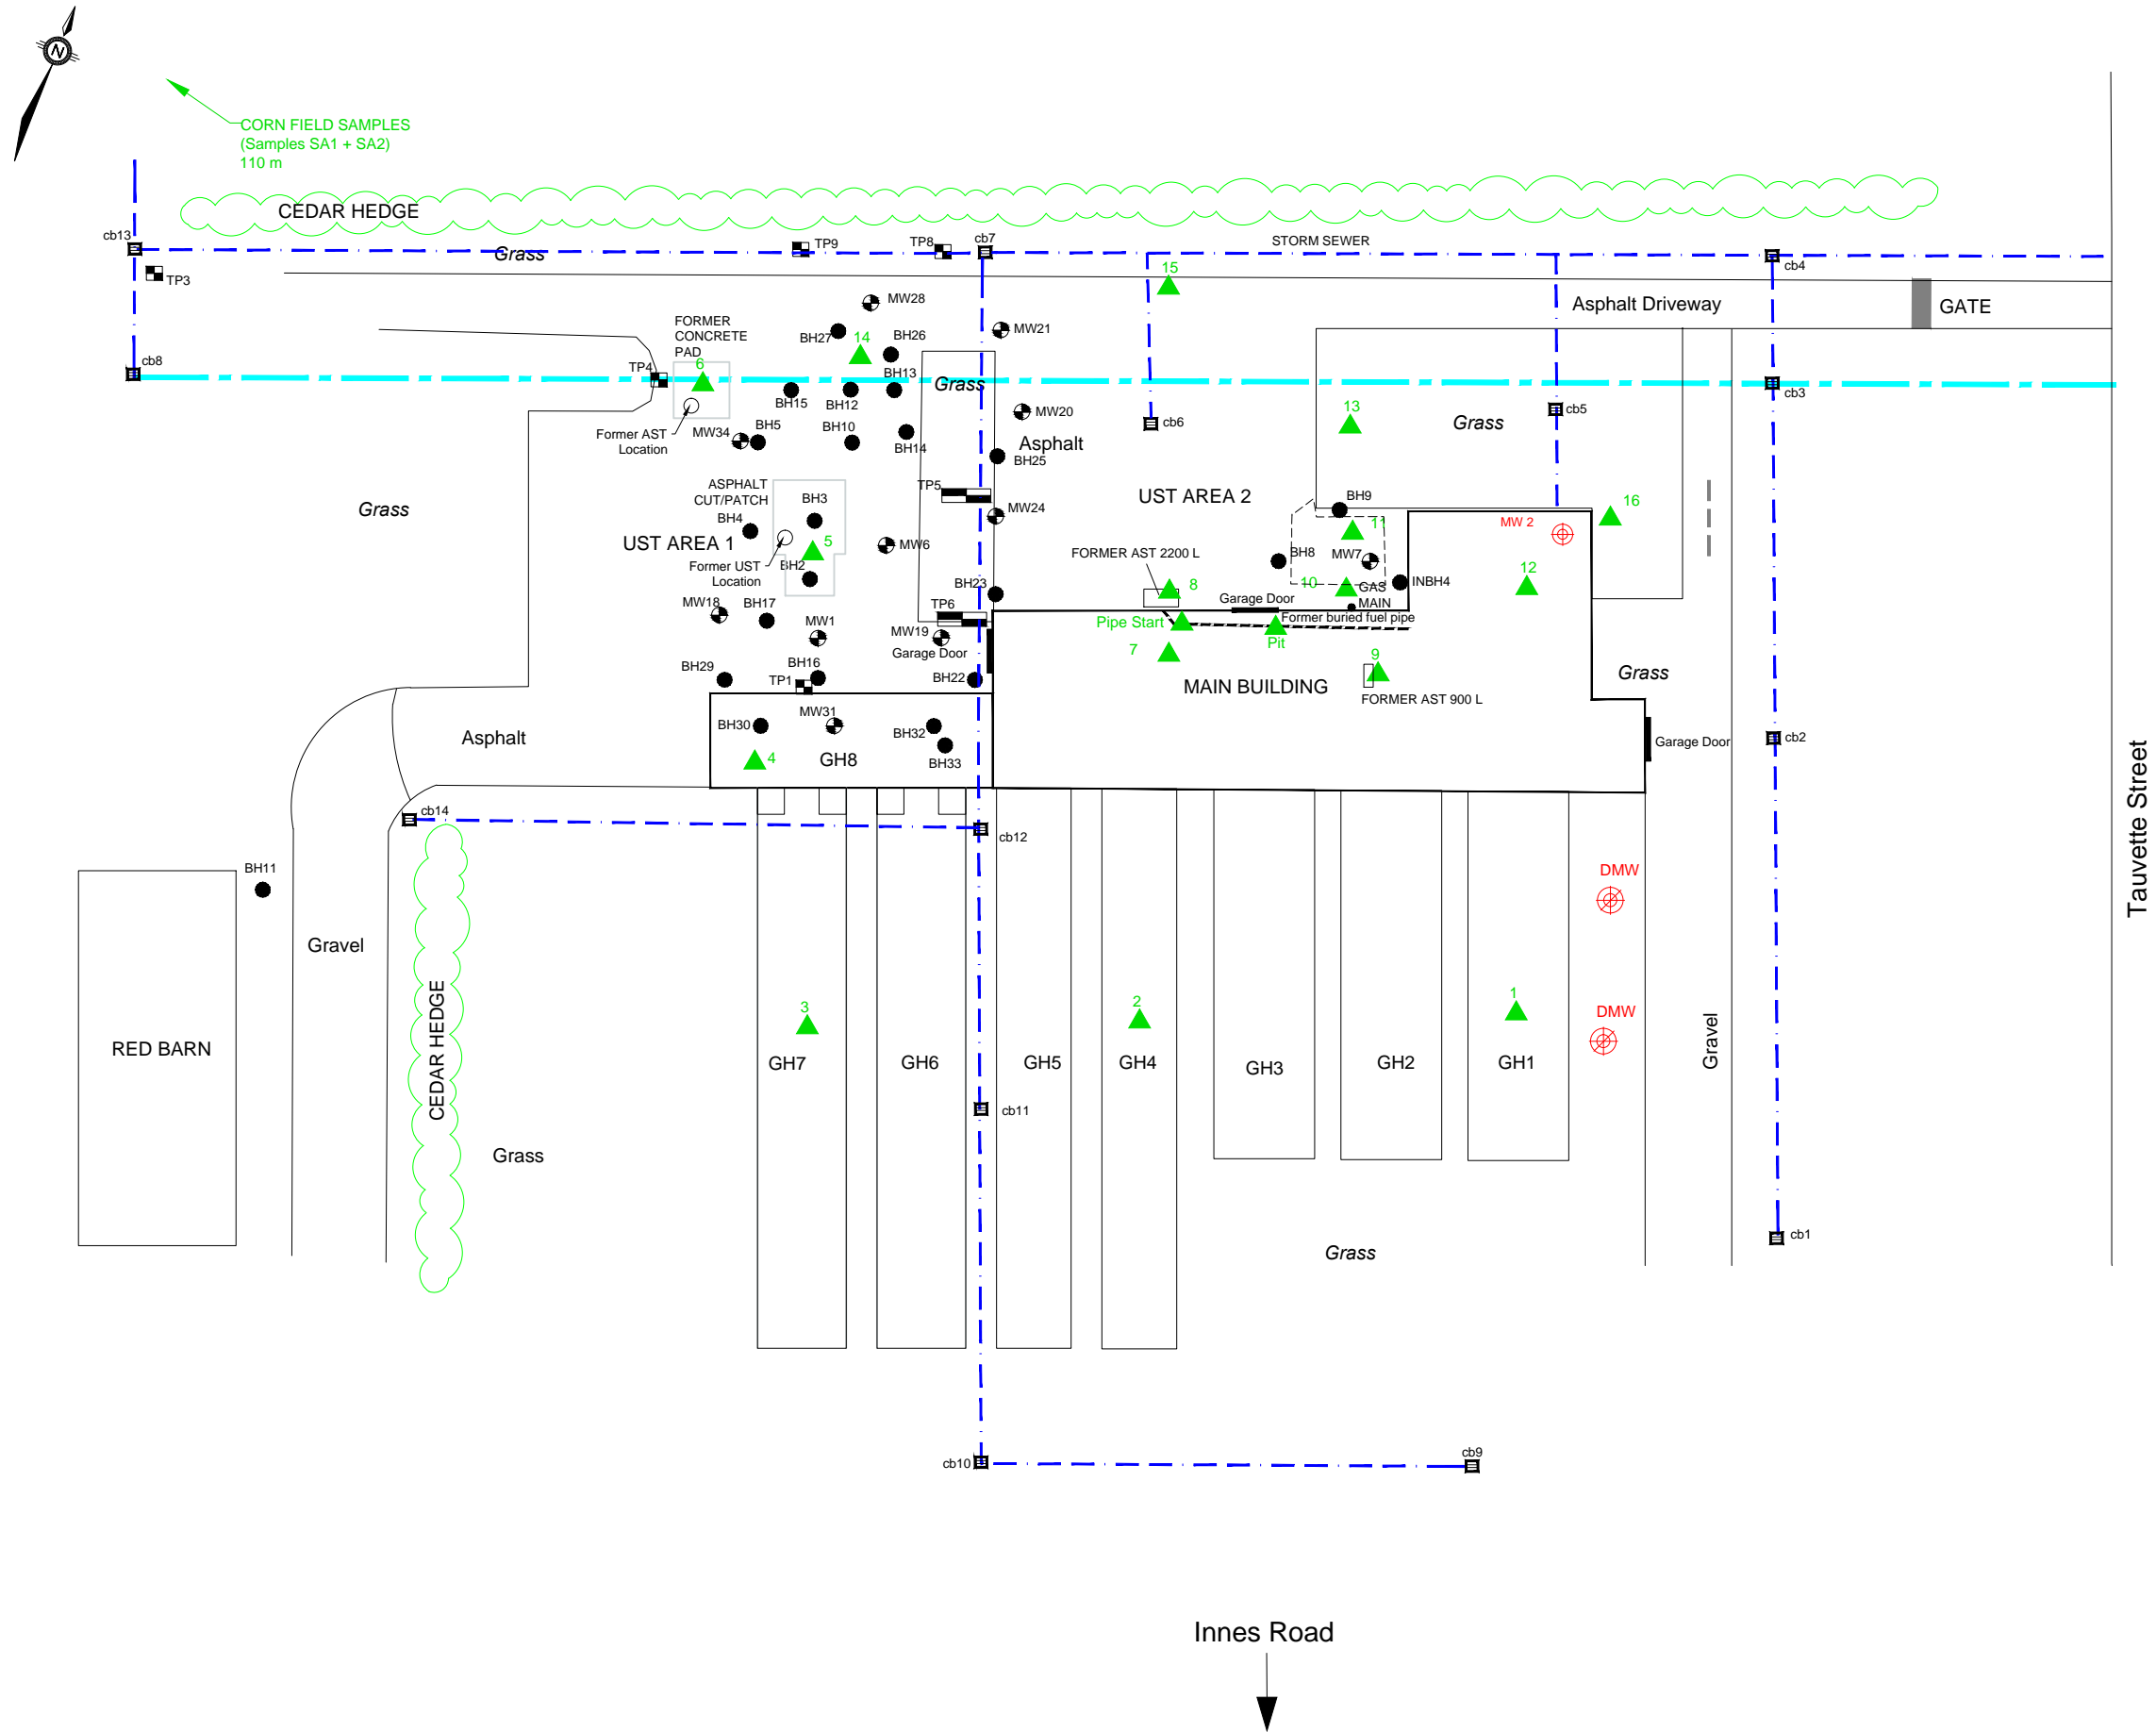 N
CORN FIELD SAMPLES
(Samples SA1 + SA2)
110 m
CEDAR HEDGE
cb13
Grass
TP9
TP8
cb7
STORM SEWER
cb4
TP3
15
MW28
Asphalt Driveway
GATE
FORMER
CONCRETE
PAD
BH27
14
BH26
MW21
cb8
TP4
6
BH13
Grass
cb3
BH15
BH12
13
MW20
cb6
Grass
cb5
Former AST
Location
MW34
BH5
BH10
BH14
Asphalt
BH25
ASPHALT
CUT/PATCH
BH3
TP5
UST AREA 2
BH9
Grass
BH4
MW24
11
MW 2
16
UST AREA 1
5
MW6
FORMER AST 2200 L
BH8
MW7
Former UST
Location
BH2
BH23
8
10
GAS
MAIN
INBH4
12
MW18
BH17
TP6
Garage Door
Pipe Start
Former buried fuel pipe
MW1
MW19
Garage Door
7
Pit
9
BH29
BH16
TP1
BH22
MAIN BUILDING
FORMER AST 900 L
Grass
MW31
BH30
BH32
Asphalt
4
GH8
BH33
Garage Door
cb2
Tauvette Street
cb14
cb12
BH11
DMW
Gravel
CEDAR HEDGE
3
2
1
DMW
RED BARN
GH7
GH6
GH5
GH4
GH3
GH2
GH1
Gravel
cb11
Grass
cb1
Grass
cb10
cb9
Innes Road